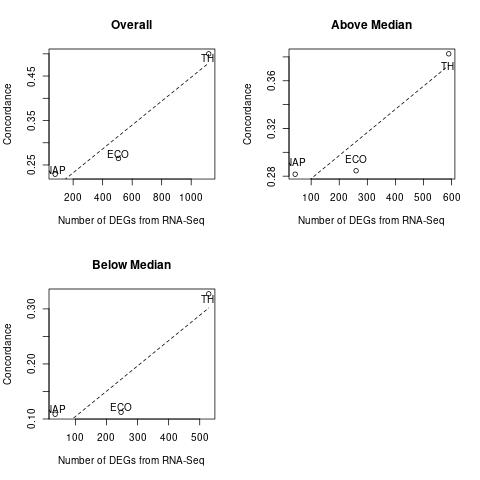 Overall
Above Median
Concordance
0.25 0.35 0.45
NAP
ECO
TH
200 400 600 800 1000
Number of DEGs from RNA-Seq
Concordance
0.28 0.32 0.36
NAP
ECO
TH
100 200 300 400 500 600
Number of DEGs from RNA-Seq
Below Median
Concordance
0.10 0.20 0.30
NAP
ECO
TH
100 200 300 400 500
Number of DEGs from RNA-Seq